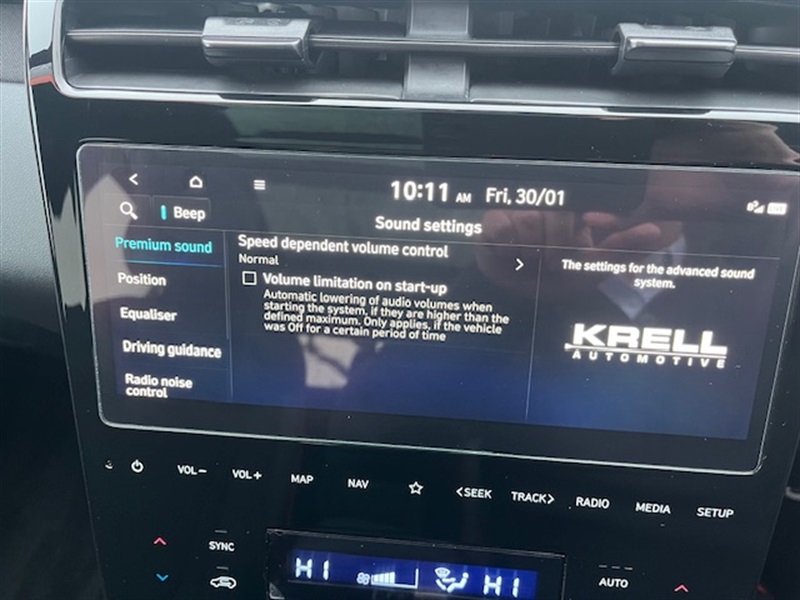 10:11 AM Fri, 30/01
Beep
Sound settings
Premium sound
Position
Equaliser
Driving guidance
Radio noise
control
Speed dependent volume control
Normal
Volume limitation on start-up
Automatic lowering of audio volumes when
starting the system, if they are higher than the
defined maximum. Only applies, if the vehicle
was Off for a certain period of time
The settings for the advanced sound
system.
KRELL
AUTOMOTIVE
VOL− VOL+ MAP NAV <SEEK TRACK> RADIO MEDIA SETUP
SYNC
HI HI
AUTO